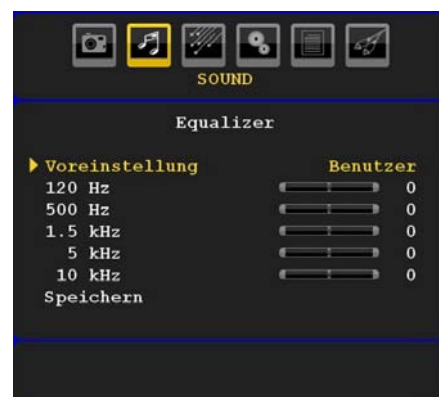 SOUND
Equalizer
Voreinstellung Benutzer
120 Hz 0
500 Hz 0
1.5 kHz 0
5 kHz 0
10 kHz 0
Speichern